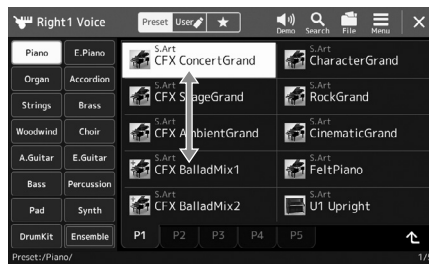 Right1 Voice
Preset User ★
Demo Search File Menu
Piano E.Piano
Organ Accordion
Strings Brass
Woodwind Choir
A.Guitar E.Guitar
Bass Percussion
Pad Synth
DrumKit Ensemble
S.Art
CFX ConcertGrand
S.Art
CharacterGrand
S.Art
CFX StageGrand
S.Art
RockGrand
S.Art
CFX AmbientGrand
S.Art
CinematicGrand
S.Art
CFX BalladMix1
S.Art
FeltPiano
S.Art
CFX BalladMix2
S.Art
U1 Upright
P1 P2 P3 P4 P5
Preset:/Piano/
1/5